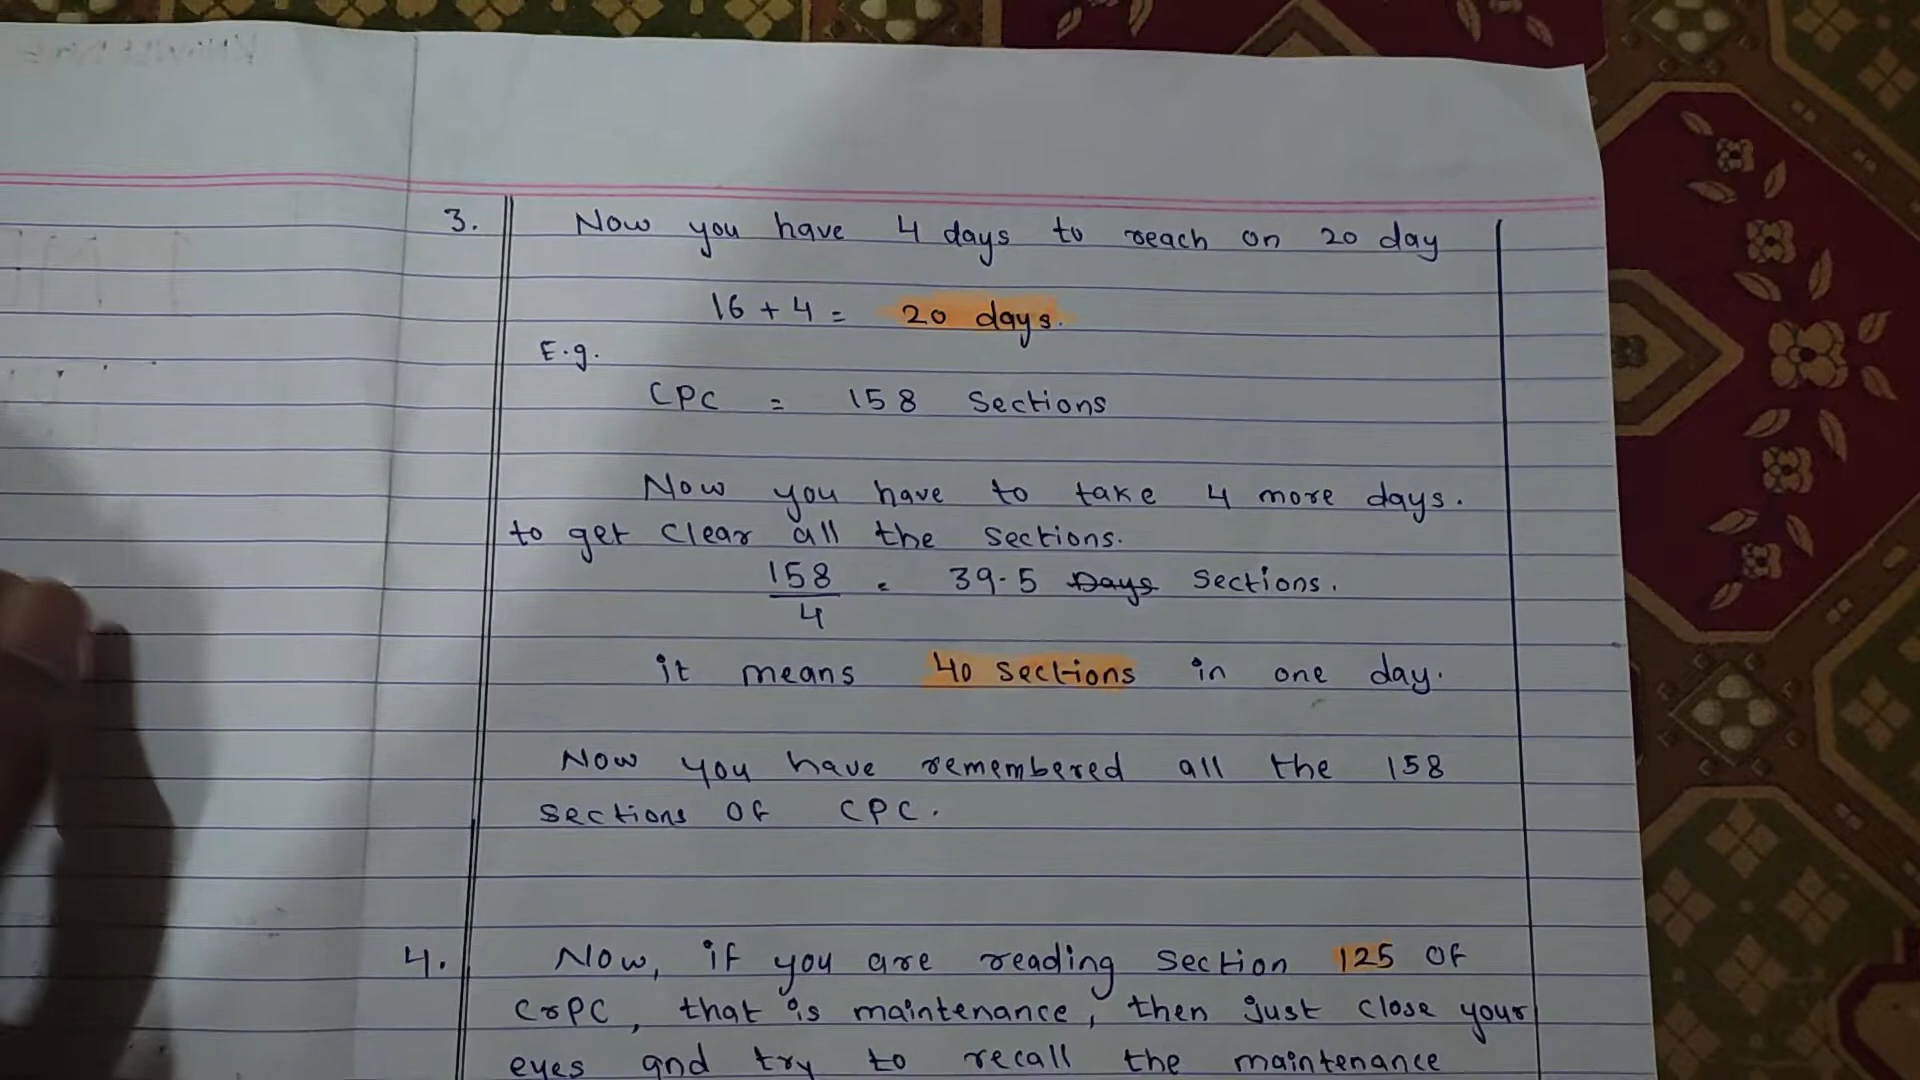 3. Now you have 4 days to reach on 20 day
16 + 4 = 20 days.
E.g.
CPC = 158 Sections
Now you have to take 4 more days.
to get clear all the sections.
158/4 = 39.5 Days Sections.
it means 40 sections in one day.
Now you have remembered all the 158
sections of CPC.
4. Now, if you are reading section 125 of
CrPC, that is maintenance, then just close your
eyes and try to recall the maintenance